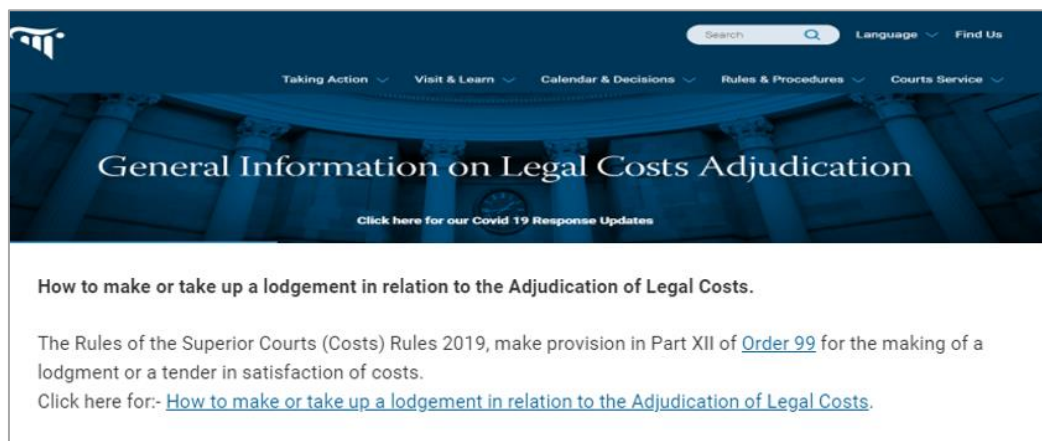 Search Language Find Us
Taking Action Visit & Learn Calendar & Decisions Rules & Procedures Courts Service
General Information on Legal Costs Adjudication
Click here for our Covid 19 Response Updates
How to make or take up a lodgement in relation to the Adjudication of Legal Costs.
The Rules of the Superior Courts (Costs) Rules 2019, make provision in Part XII of Order 99 for the making of a
lodgment or a tender in satisfaction of costs.
Click here for:- How to make or take up a lodgement in relation to the Adjudication of Legal Costs.